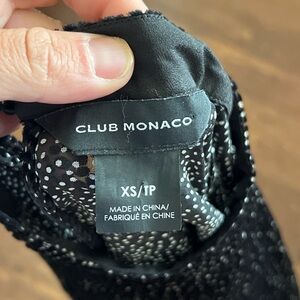 CLUB MONACO
XS/TP
MADE IN CHINA/
FABRIQUÉ EN CHINE